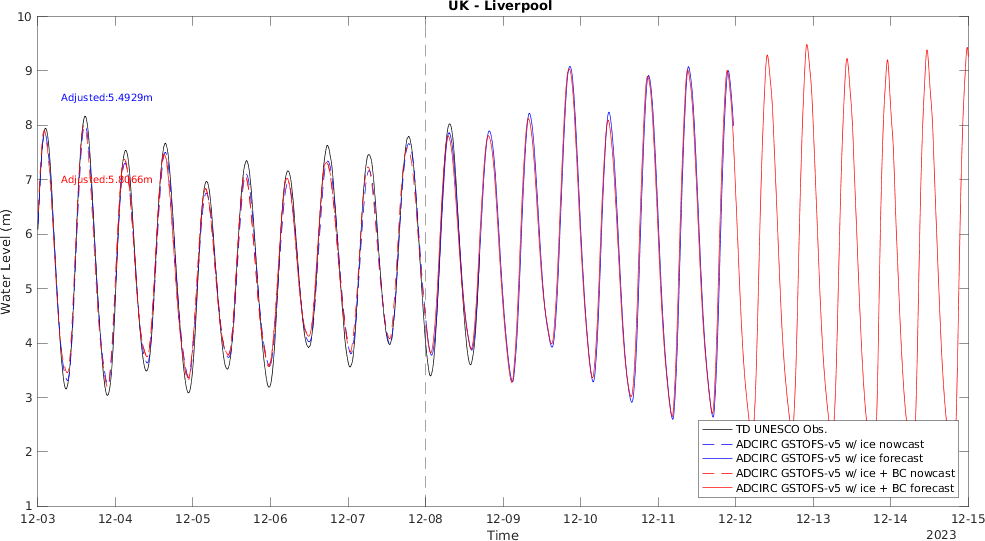 UK - Liverpool
10
9
8
7
6
5
4
3
2
1
Water Level (m)
Adjusted:5.4929m
Adjusted:5.8066m
TD UNESCO Obs.
ADCIRC GSTOFS-v5 w/ ice nowcast
ADCIRC GSTOFS-v5 w/ ice forecast
ADCIRC GSTOFS-v5 w/ ice + BC nowcast
ADCIRC GSTOFS-v5 w/ ice + BC forecast
12-03 12-04 12-05 12-06 12-07 12-08 12-09 12-10 12-11 12-12 12-13 12-14 12-15
Time
2023